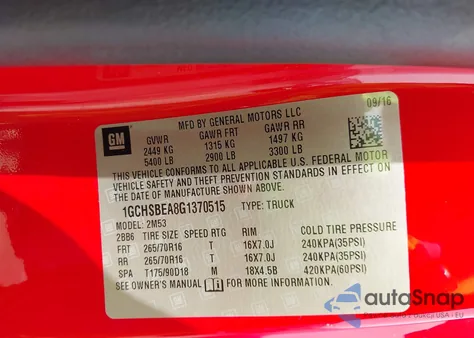 MFD BY GENERAL MOTORS LLC
09/16
GM
GVWR GAWR FRT GAWR RR
2449 KG 1315 KG 1497 KG
5400 LB 2900 LB 3300 LB
THIS VEHICLE CONFORMS TO ALL APPLICABLE U.S. FEDERAL MOTOR
VEHICLE SAFETY AND BUMPER STANDARDS IN EFFECT ON THE
DATE OF MANUFACTURE SHOWN ABOVE.
1GCHSBEA8G1370515 TYPE: TRUCK
MODEL: 2M53
2BB6 TIRE SIZE SPEED RTG RIM COLD TIRE PRESSURE
FRT 265/70R16 T 16X7.0J 240KPA(35PSI)
RR 265/70R16 T 16X7.0J 240KPA(35PSI)
SPA T175/90D18 M 18X4.5B 420KPA(60PSI)
SEE OWNER'S MANUAL FOR MORE INFORMATION
autoSnap